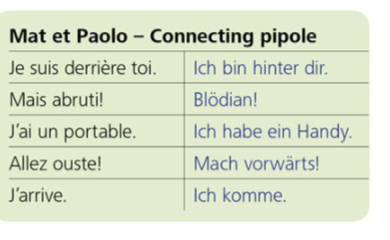 Mat et Paolo – Connecting pipole
Je suis derrière toi. Ich bin hinter dir.
Mais abruti! Blödian!
J'ai un portable. Ich habe ein Handy.
Allez ouste! Mach vorwärts!
J'arrive. Ich komme.